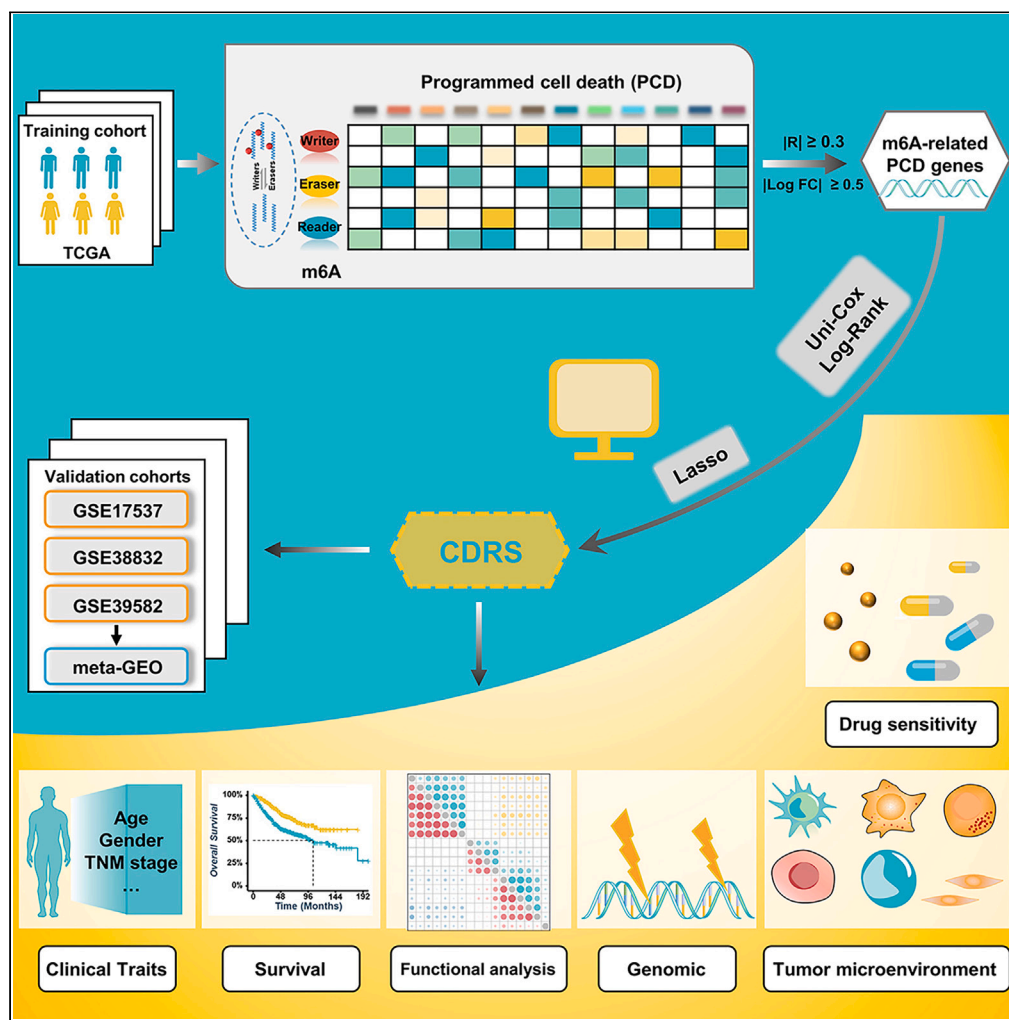 Training cohort
TCGA
Programmed cell death (PCD)
Writers
Erasers
Writer
Eraser
Reader
m6A
|R| ≥ 0.3
|Log FC| ≥ 0.5
m6A-related
PCD genes
Uni-Cox
Log-Rank
Lasso
CDRS
Validation cohorts
GSE17537
GSE38832
GSE39582
meta-GEO
Drug sensitivity
Age
Gender
TNM stage
...
Clinical Traits
Overall Survival
100%
75%
50%
25%
0%
0 48 96 144 192
Time (Months)
Survival
Functional analysis
Genomic
Tumor microenvironment